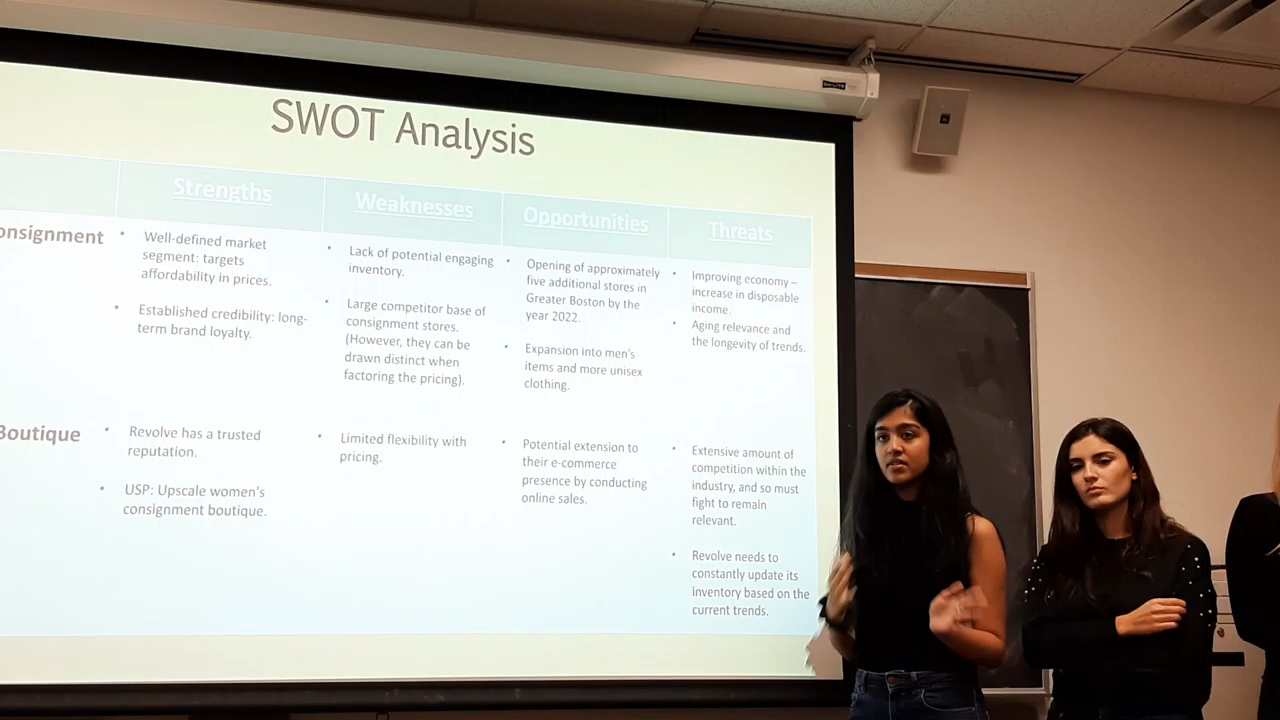 SWOT Analysis
Strengths
Weaknesses
Opportunities
Threats
onsignment
• Well-defined market
segment: targets
affordability in prices.
• Established credibility: long-
term brand loyalty.
• Lack of potential engaging
inventory.
• Large competitor base of
consignment stores.
(However, they can be
drawn distinct when
factoring the pricing).
• Opening of approximately
five additional stores in
Greater Boston by the
year 2022.
• Expansion into men's
items and more unisex
clothing.
• Improving economy –
increase in disposable
income.
• Aging relevance and
the longevity of trends.
Boutique
• Revolve has a trusted
reputation.
• USP: Upscale women's
consignment boutique.
• Limited flexibility with
pricing.
• Potential extension to
their e-commerce
presence by conducting
online sales.
• Extensive amount of
competition within the
industry, and so must
fight to remain
relevant.
• Revolve needs to
constantly update its
inventory based on the
current trends.